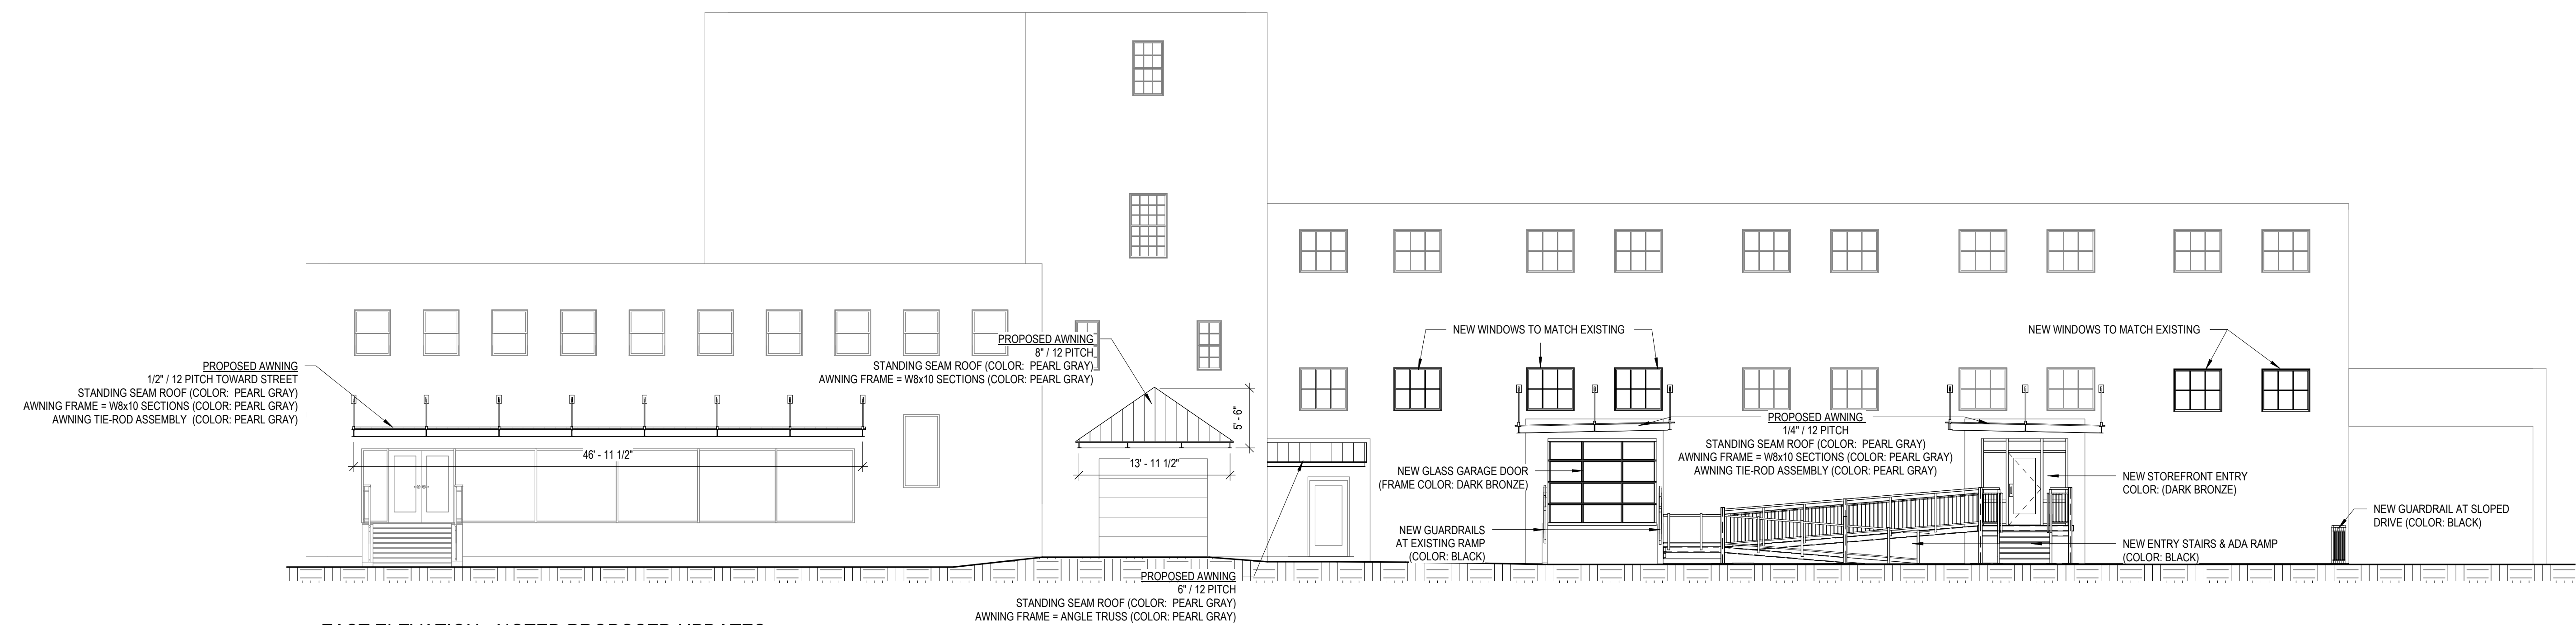 NEW WINDOWS TO MATCH EXISTING
NEW WINDOWS TO MATCH EXISTING
PROPOSED AWNING
8" / 12 PITCH
STANDING SEAM ROOF (COLOR: PEARL GRAY)
AWNING FRAME = W8x10 SECTIONS (COLOR: PEARL GRAY)
PROPOSED AWNING
1/2" / 12 PITCH TOWARD STREET
STANDING SEAM ROOF (COLOR: PEARL GRAY)
AWNING FRAME = W8x10 SECTIONS (COLOR: PEARL GRAY)
AWNING TIE-ROD ASSEMBLY (COLOR: PEARL GRAY)
5' - 6"
46' - 11 1/2"
13' - 11 1/2"
PROPOSED AWNING
1/4" / 12 PITCH
STANDING SEAM ROOF (COLOR: PEARL GRAY)
AWNING FRAME = W8x10 SECTIONS (COLOR: PEARL GRAY)
AWNING TIE-ROD ASSEMBLY (COLOR: PEARL GRAY)
NEW GLASS GARAGE DOOR
(FRAME COLOR: DARK BRONZE)
NEW STOREFRONT ENTRY
COLOR: (DARK BRONZE)
NEW GUARDRAIL AT SLOPED
DRIVE (COLOR: BLACK)
NEW GUARDRAILS
AT EXISTING RAMP
(COLOR: BLACK)
NEW ENTRY STAIRS & ADA RAMP
(COLOR: BLACK)
PROPOSED AWNING
6" / 12 PITCH
STANDING SEAM ROOF (COLOR: PEARL GRAY)
AWNING FRAME = ANGLE TRUSS (COLOR: PEARL GRAY)
EAST ELEVATION - NOTED PROPOSED UPDATES